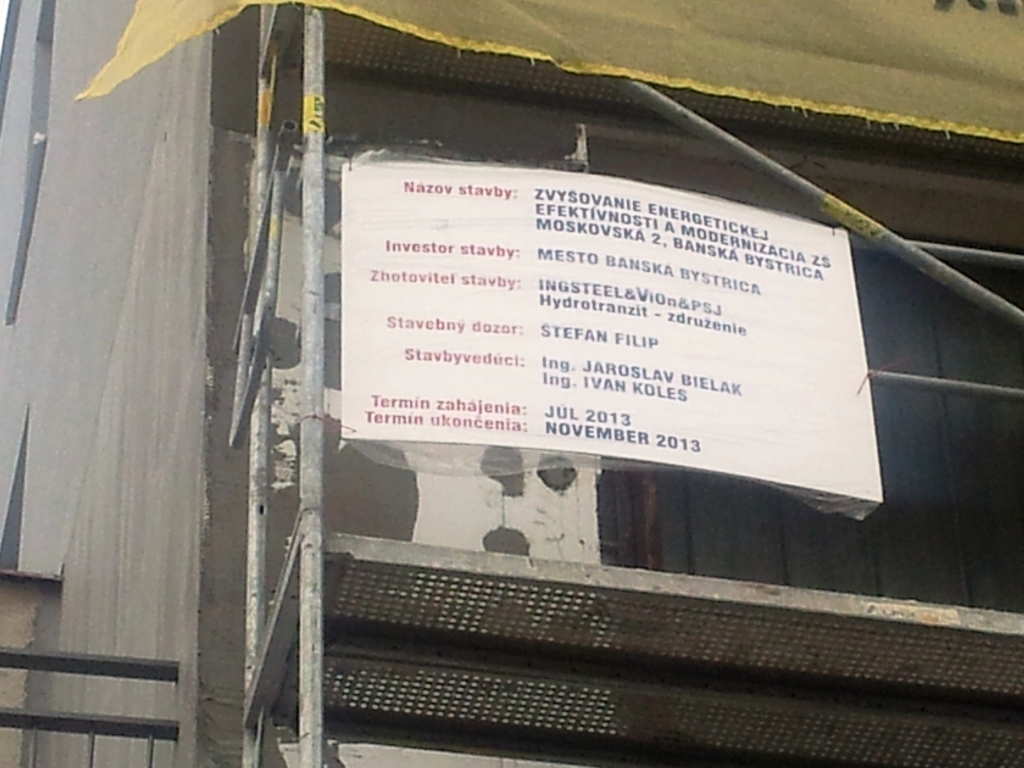 Názov stavby: ZVYŠOVANIE ENERGETICKEJ
EFEKTÍVNOSTI A MODERNIZÁCIA ZŠ
MOSKOVSKÁ 2, BANSKÁ BYSTRICA
Investor stavby: MESTO BANSKÁ BYSTRICA
Zhotoviteľ stavby: INGSTEEL&ViOn&PSJ
Hydrotranzit - združenie
Stavebný dozor: ŠTEFAN FILIP
Stavbyvedúci: Ing. JAROSLAV BIELAK
Ing. IVAN KOLES
Termín zahájenia: JÚL 2013
Termín ukončenia: NOVEMBER 2013